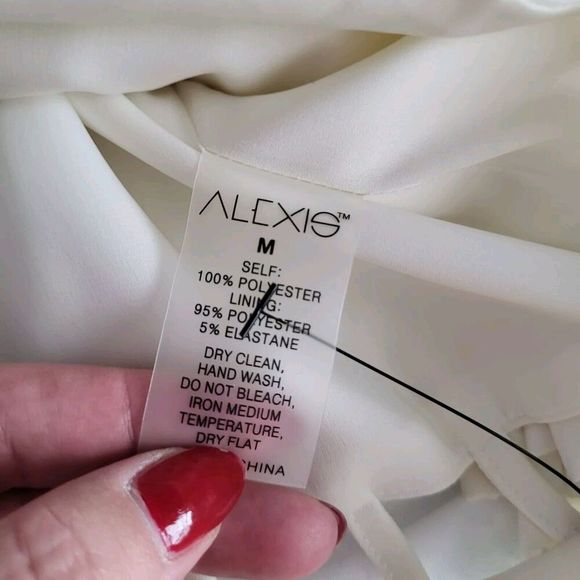 ALEXIS™
M
SELF:
100% POLYESTER
LINING:
95% POLYESTER
5% ELASTANE
DRY CLEAN,
HAND WASH,
DO NOT BLEACH,
IRON MEDIUM
TEMPERATURE,
DRY FLAT
CHINA